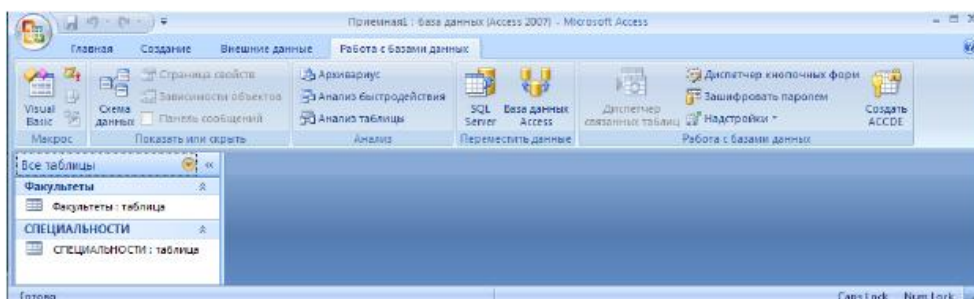 Приемная1 : база данных (Access 2007) - Microsoft Access
Главная Создание Внешние данные Работа с базами данных
Visual Basic
Макрос
Схема данных
Страница свойств
Зависимости объектов
Панель сообщений
Показать или скрыть
Архивариус
Анализ быстродействия
Анализ таблицы
Анализ
SQL Server
База данных Access
Переместить данные
Диспетчер связанных таблиц
Диспетчер кнопочных форм
Зашифровать паролем
Надстройки
Создать ACCDE
Работа с базами данных
Все таблицы
Факультеты
Факультеты : таблица
СПЕЦИАЛЬНОСТИ
СПЕЦИАЛЬНОСТИ : таблица
Готово
Caps Lock Num Lock